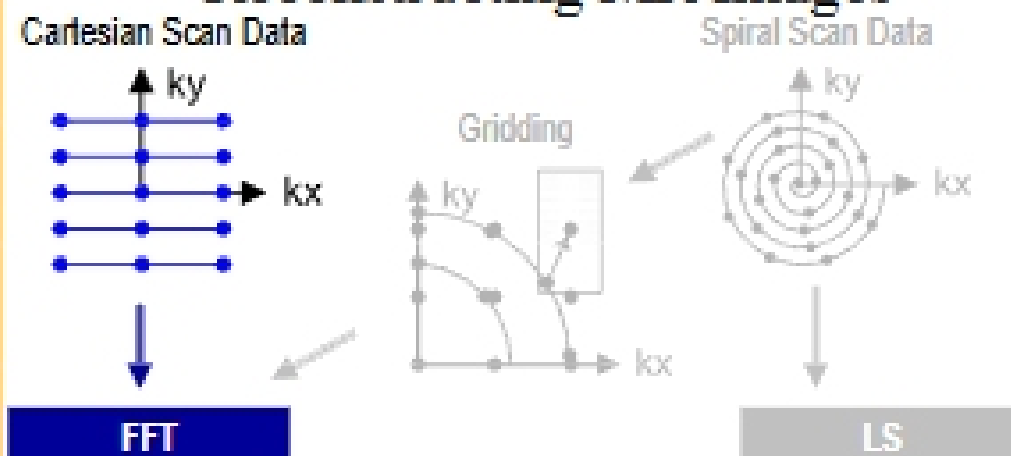 Cartesian Scan Data
Spiral Scan Data
ky
ky
Gridding
kx
kx
ky
kx
FFT
LS